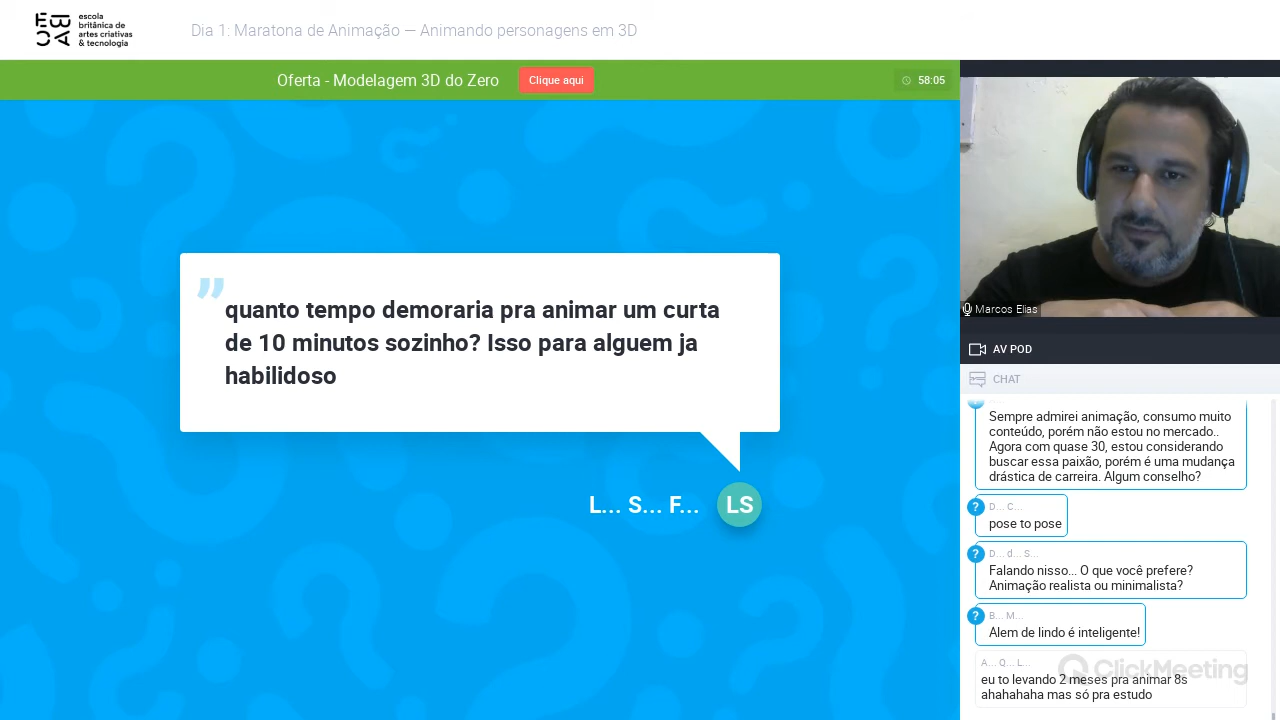 EBAC
escola
britânica de
artes criativas
& tecnologia
Dia 1: Maratona de Animação — Animando personagens em 3D
Oferta - Modelagem 3D do Zero
Clique aqui
58:05
quanto tempo demoraria pra animar um curta
de 10 minutos sozinho? Isso para alguem ja
habilidoso
L... S... F...
LS
Marcos Elias
AV POD
CHAT
Sempre admirei animação, consumo muito
conteúdo, porém não estou no mercado..
Agora com quase 30, estou considerando
buscar essa paixão, porém é uma mudança
drástica de carreira. Algum conselho?
D... C...
pose to pose
D... d... S...
Falando nisso... O que você prefere?
Animação realista ou minimalista?
B... M...
Alem de lindo é inteligente!
A... Q... L...
ClickMeeting
eu to levando 2 meses pra animar 8s
ahahahaha mas só pra estudo